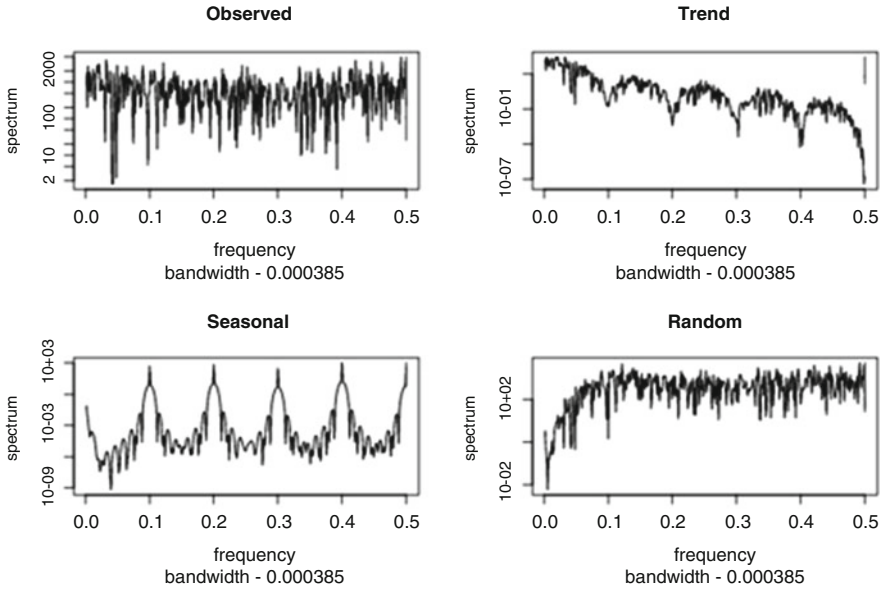 Observed
spectrum
2 10 100 2000
0.0 0.1 0.2 0.3 0.4 0.5
frequency
bandwidth - 0.000385
Trend
spectrum
10-07 10-01
0.0 0.1 0.2 0.3 0.4 0.5
frequency
bandwidth - 0.000385
Seasonal
spectrum
10-09 10-03 10+03
0.0 0.1 0.2 0.3 0.4 0.5
frequency
bandwidth - 0.000385
Random
spectrum
10-02 10+02
0.0 0.1 0.2 0.3 0.4 0.5
frequency
bandwidth - 0.000385